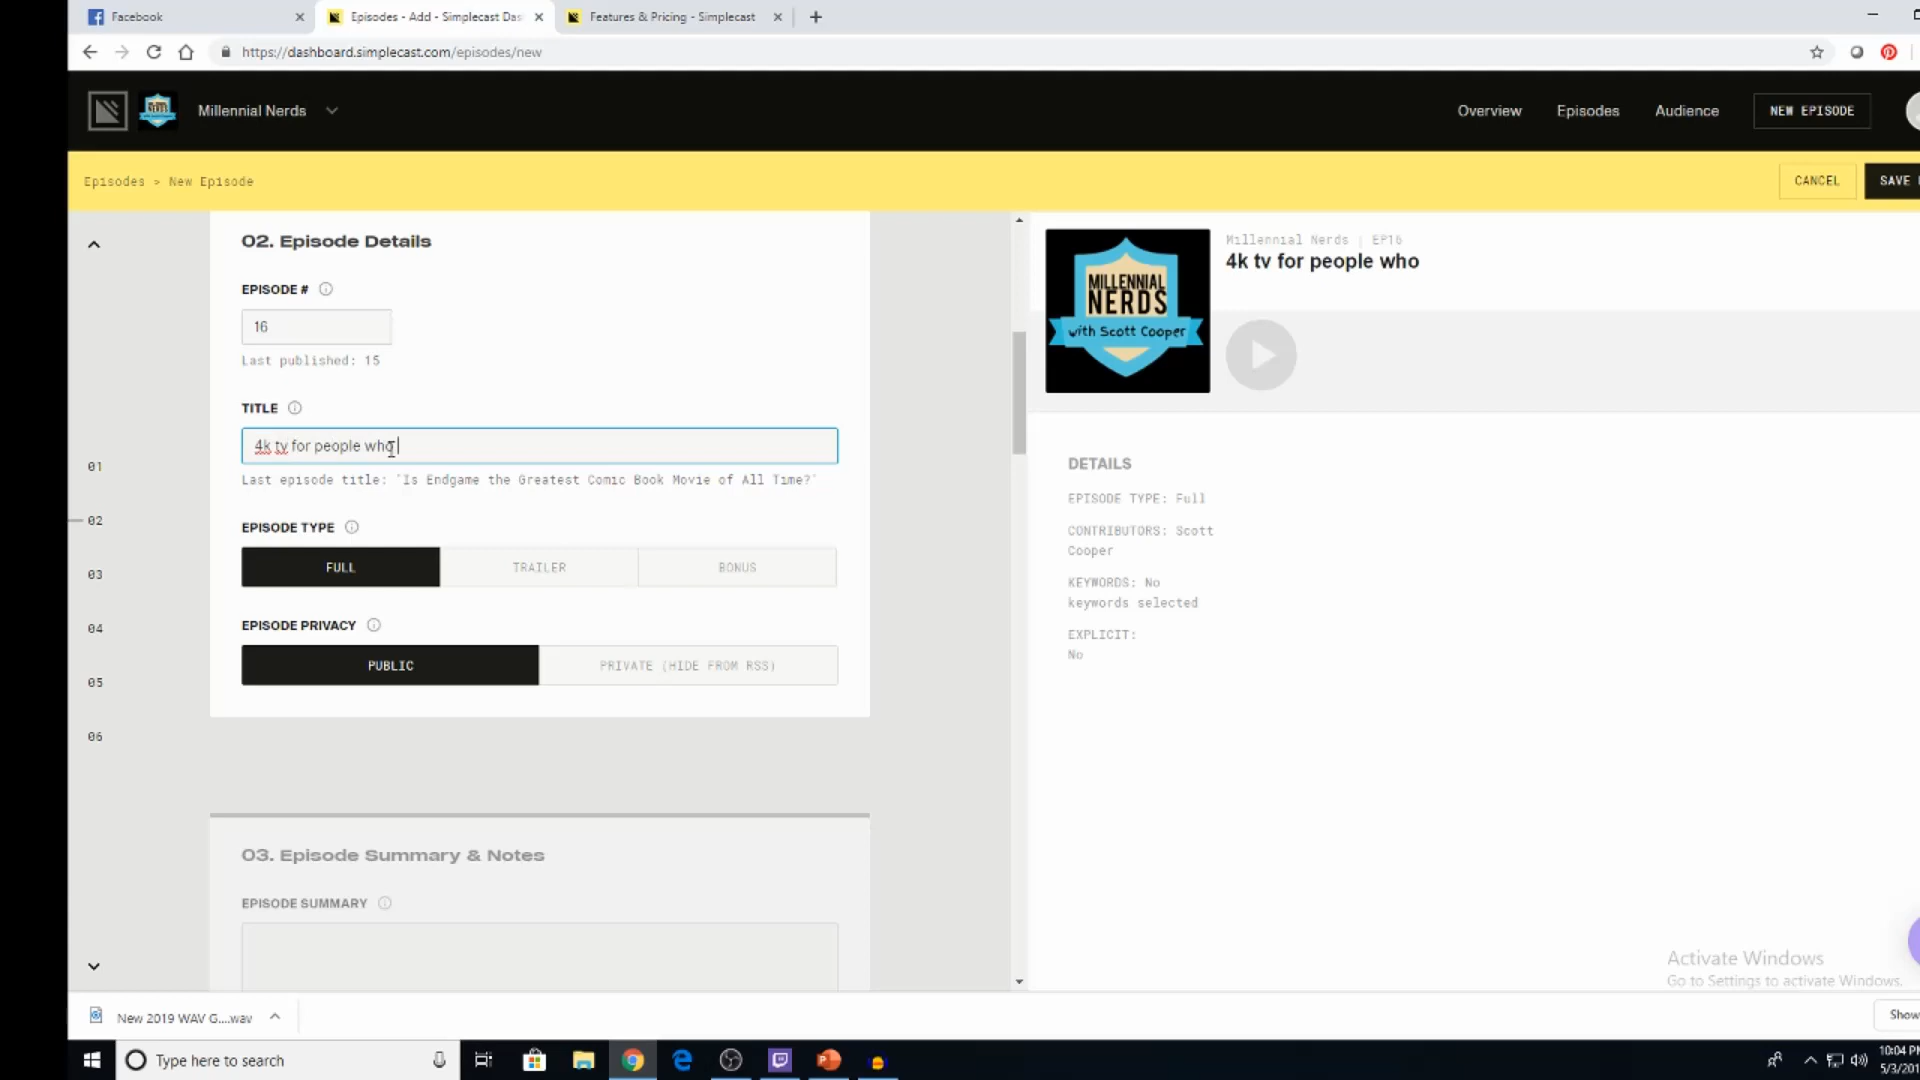 Facebook
Episodes - Add - Simplecast Das
Features & Pricing - Simplecast
https://dashboard.simplecast.com/episodes/new
Millennial Nerds
Overview
Episodes
Audience
NEW EPISODE
Episodes > New Episode
CANCEL
SAVE
02. Episode Details
EPISODE #
16
Last published: 15
TITLE
4k tv for people who
Last episode title: 'Is Endgame the Greatest Comic Book Movie of All Time?'
EPISODE TYPE
FULL
TRAILER
BONUS
EPISODE PRIVACY
PUBLIC
PRIVATE (HIDE FROM RSS)
01
02
03
04
05
06
03. Episode Summary & Notes
EPISODE SUMMARY
MILLENNIAL
NERDS
with Scott Cooper
Millennial Nerds | EP16
4k tv for people who
DETAILS
EPISODE TYPE: Full
CONTRIBUTORS: Scott
Cooper
KEYWORDS: No
keywords selected
EXPLICIT:
No
Activate Windows
Go to Settings to activate Windows.
New 2019 WAV G....wav
Show
Type here to search
10:04 PM
5/3/201